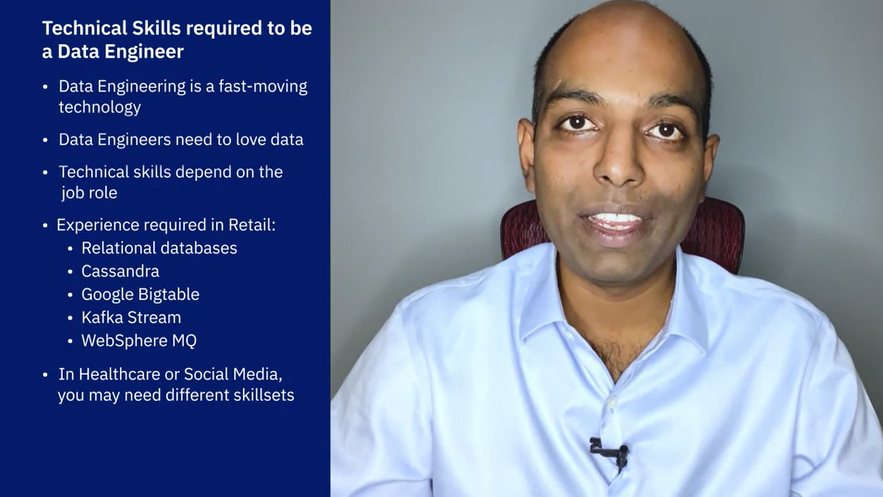 Technical Skills required to be
a Data Engineer
• Data Engineering is a fast-moving
technology
• Data Engineers need to love data
• Technical skills depend on the
job role
• Experience required in Retail:
• Relational databases
• Cassandra
• Google Bigtable
• Kafka Stream
• WebSphere MQ
• In Healthcare or Social Media,
you may need different skillsets